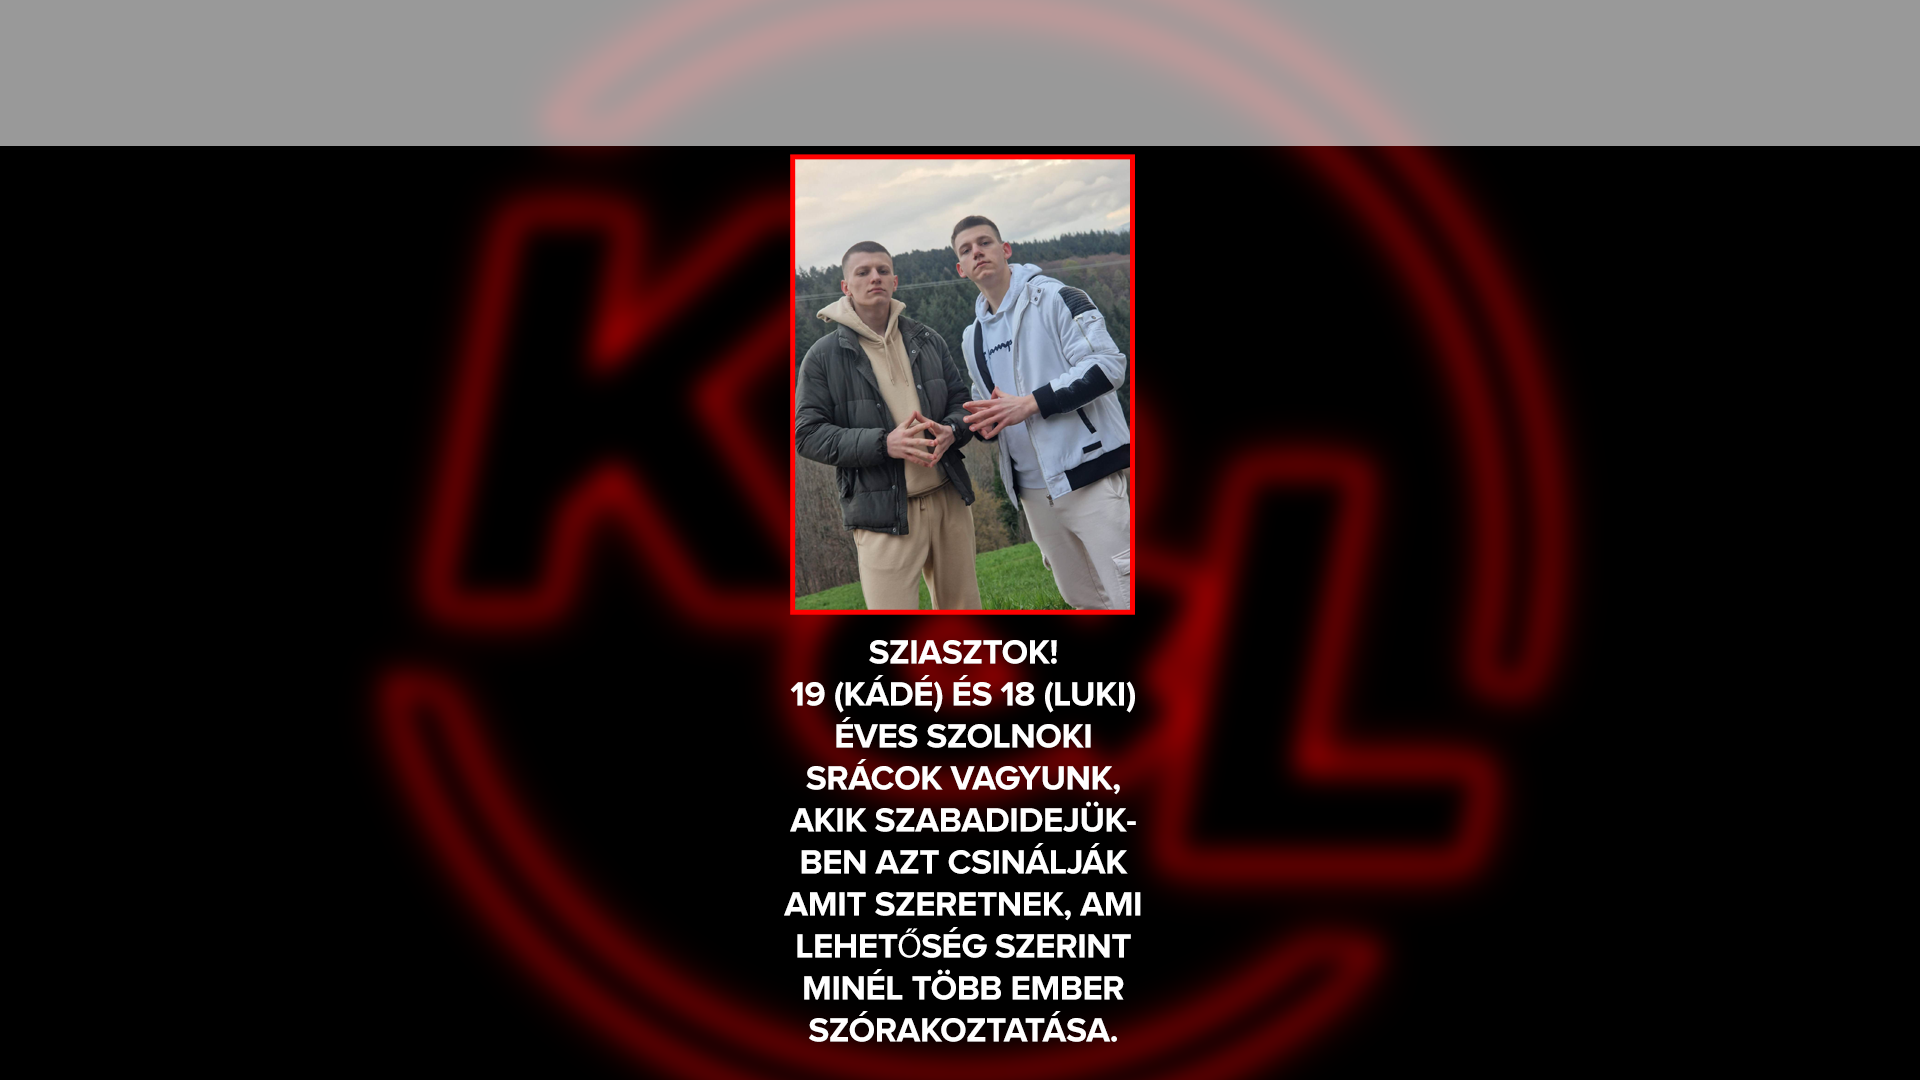 SZIASZTOK!
19 (KÁDÉ) ÉS 18 (LUKI)
ÉVES SZOLNOKI
SRÁCOK VAGYUNK,
AKIK SZABADIDEJÜK-
BEN AZT CSINÁLJÁK
AMIT SZERETNEK, AMI
LEHETŐSÉG SZERINT
MINÉL TÖBB EMBER
SZÓRAKOZTATÁSA.